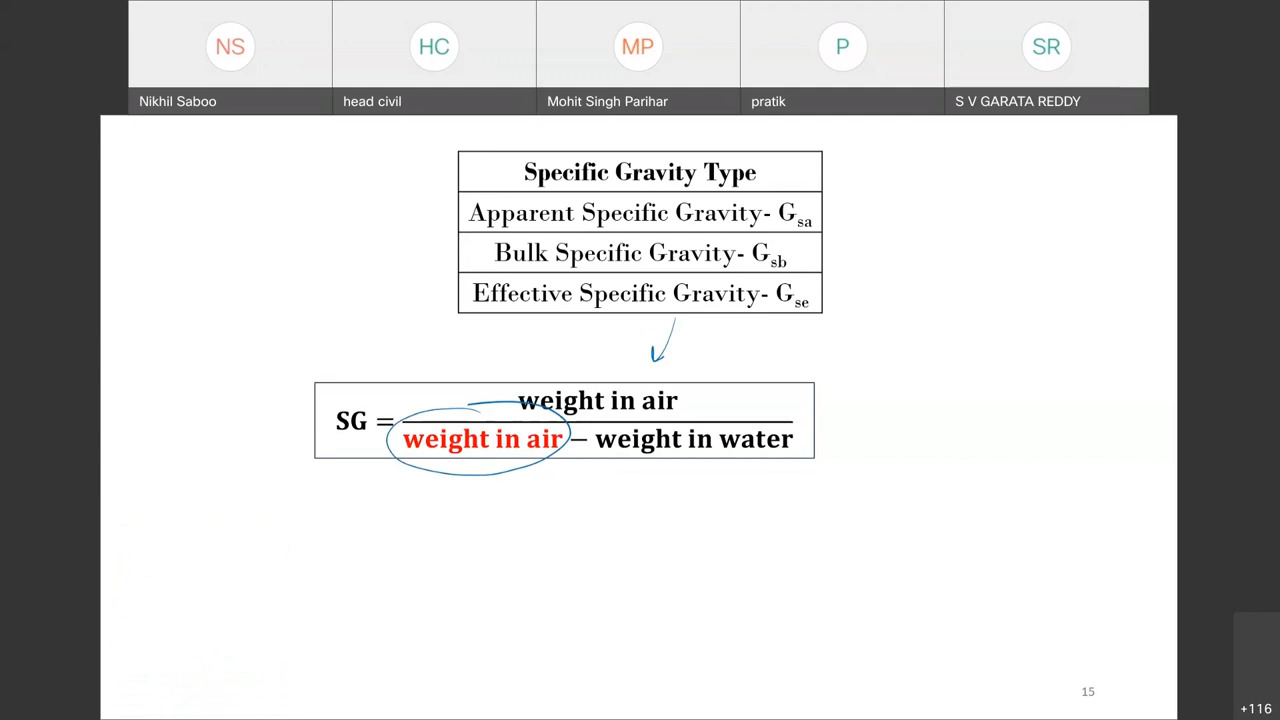 NS HC MP P SR
Nikhil Saboo head civil Mohit Singh Parihar pratik S V GARATA REDDY
Specific Gravity Type
Apparent Specific Gravity- Gsa
Bulk Specific Gravity- Gsb
Effective Specific Gravity- Gse
weight in air
SG =
weight in air − weight in water
15
+116